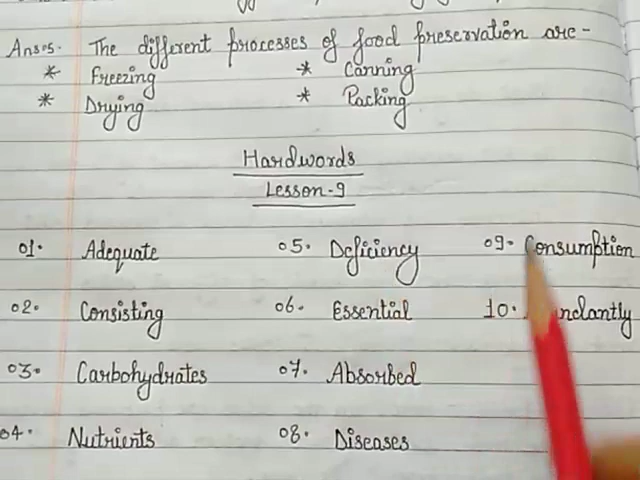 Ans 05. The different processes of food preservation are-
* Freezing * Canning
* Drying * Packing
Hardwords
Lesson-9
01. Adequate 05. Deficiency 09. Consumption
02. Consisting 06. Essential 10.
03. Carbohydrates 07. Absorbed
04. Nutrients 08. Diseases